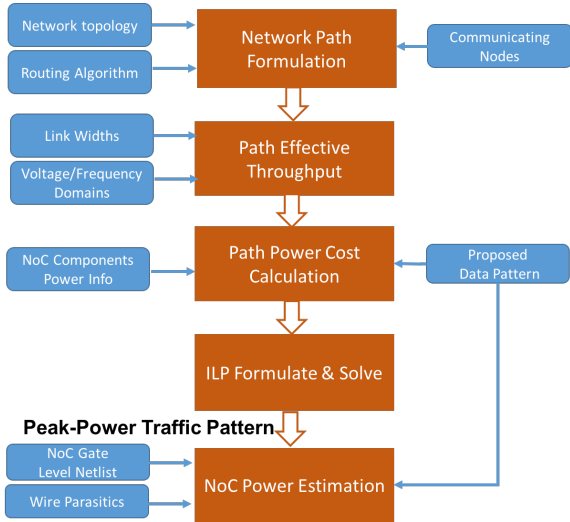 Network topology
Routing Algorithm
Network Path
Formulation
Communicating
Nodes
Link Widths
Voltage/Frequency
Domains
Path Effective
Throughput
NoC Components
Power Info
Path Power Cost
Calculation
Proposed
Data Pattern
ILP Formulate & Solve
Peak-Power Traffic Pattern
NoC Gate
Level Netlist
Wire Parasitics
NoC Power Estimation